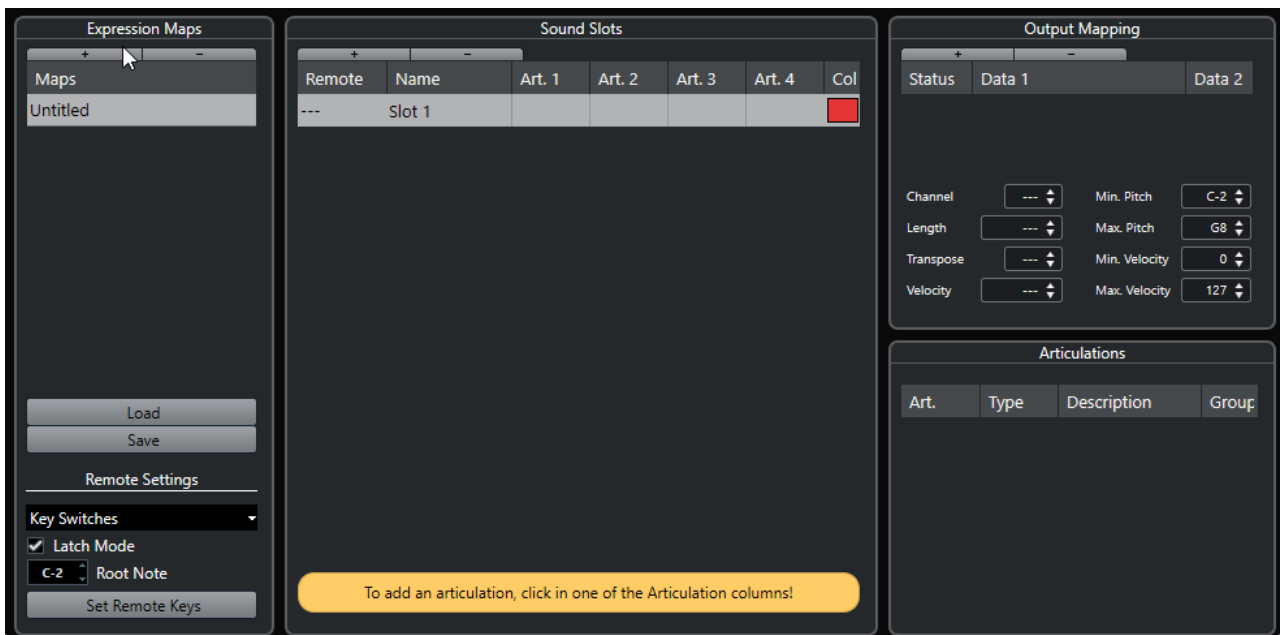 Expression Maps
+ -
Maps
Untitled
Load
Save
Remote Settings
Key Switches
Latch Mode
C-2 Root Note
Set Remote Keys
Sound Slots
+ -
Remote Name Art. 1 Art. 2 Art. 3 Art. 4 Col
--- Slot 1
To add an articulation, click in one of the Articulation columns!
Output Mapping
+ -
Status Data 1 Data 2
Channel --- Min. Pitch C-2
Length --- Max. Pitch G8
Transpose --- Min. Velocity 0
Velocity --- Max. Velocity 127
Articulations
Art. Type Description Group